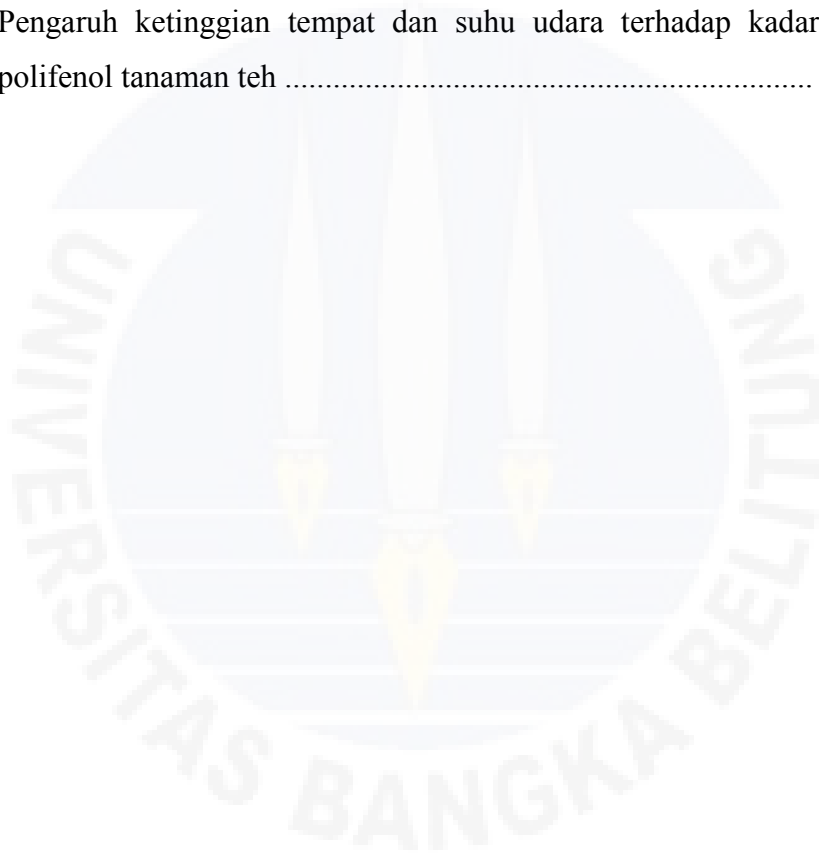 Pengaruh ketinggian tempat dan suhu udara terhadap kadar
polifenol tanaman teh .................................................................
UNIVERSITAS BANGKA BELITUNG